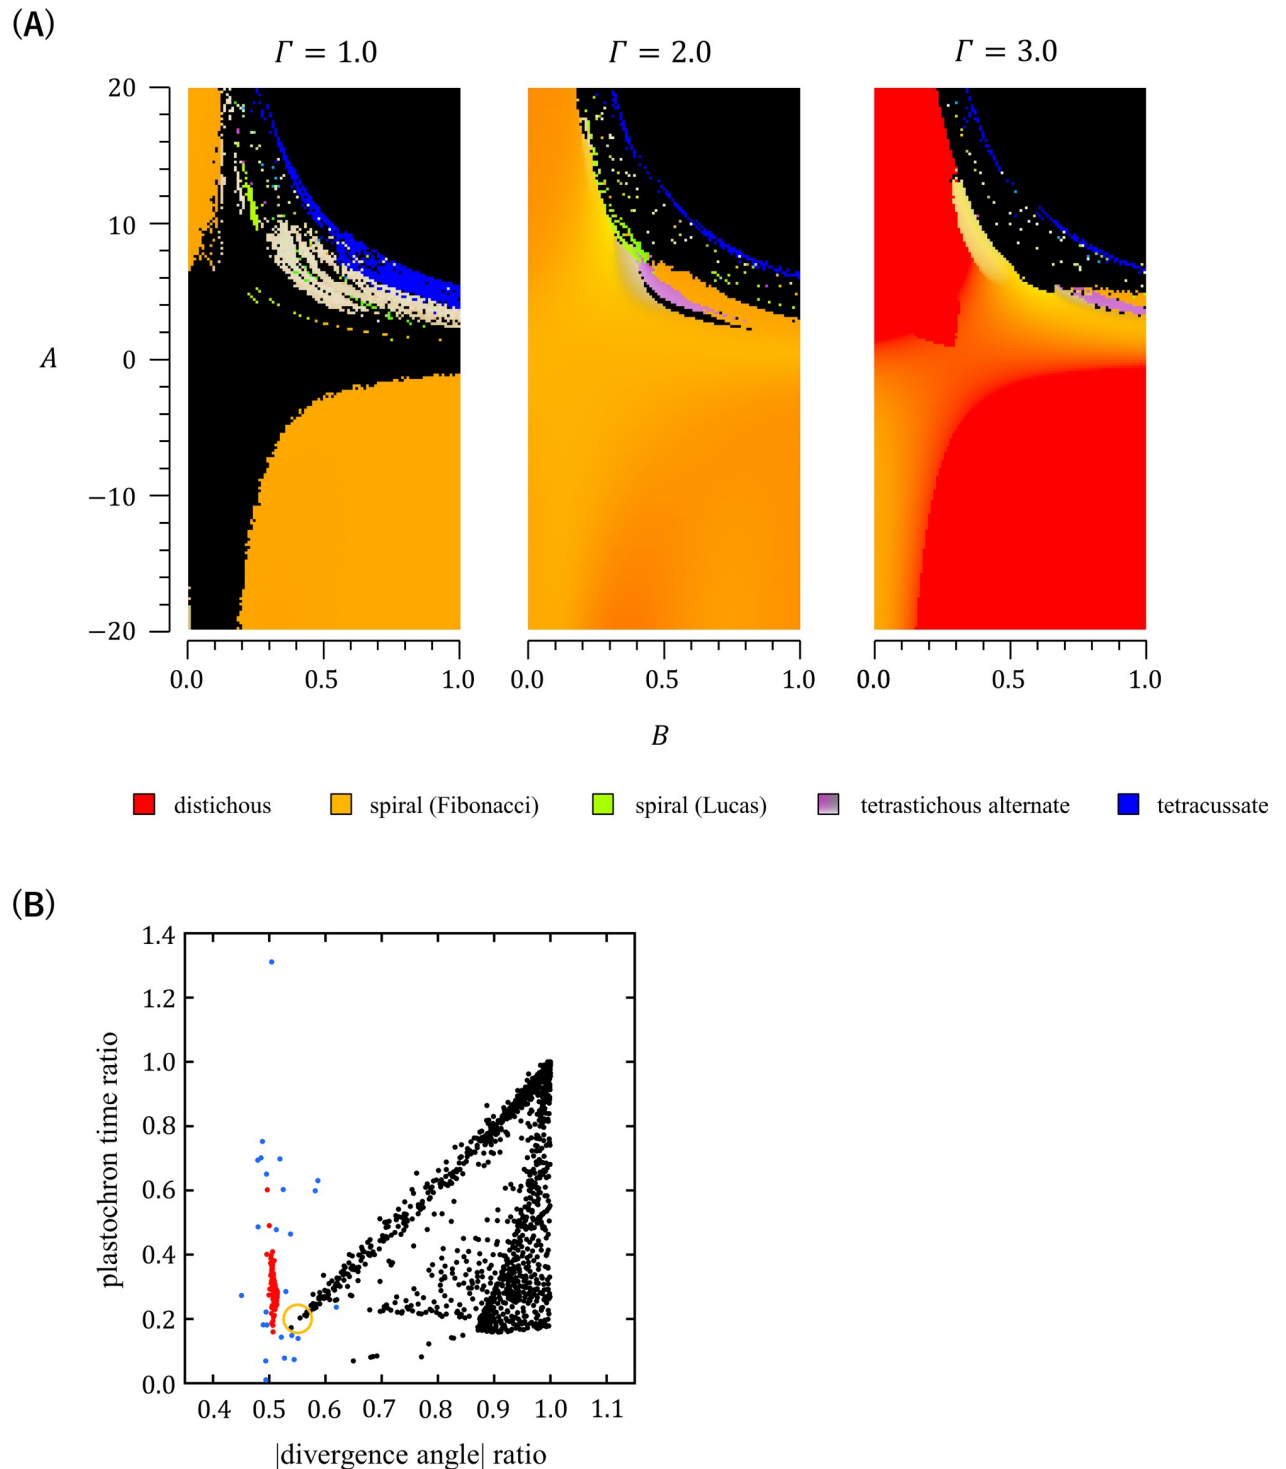 (A)
Γ = 1.0 Γ = 2.0 Γ = 3.0
20
10
A
0
−10
−20
0.0 0.5 1.0 0.0 0.5 1.0 0.0 0.5 1.0
B
distichous spiral (Fibonacci) spiral (Lucas) tetrastichous alternate tetracussate
(B)
1.4
1.2
1.0
0.8
0.6
0.4
0.2
0.0
plastochron time ratio
0.4 0.5 0.6 0.7 0.8 0.9 1.0 1.1
|divergence angle| ratio